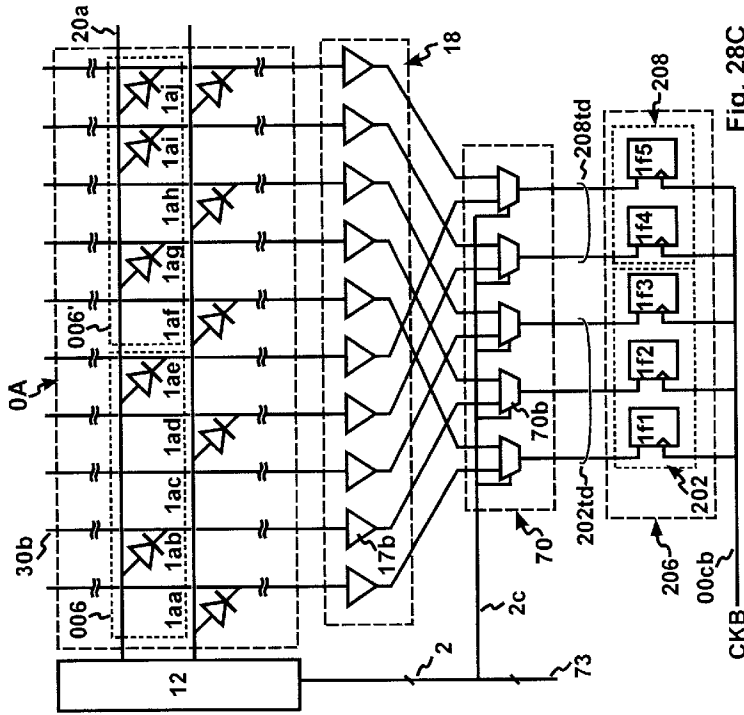 0A
20a
30b
006
006'
1aa
1ab
1ac
1ad
1ae
1af
1ag
1ah
1ai
1aj
12
18
17b
2
2c
73
70
70b
202td
208td
1f1
1f2
1f3
1f4
1f5
202
206
208
00cb
CKB
Fig. 28C